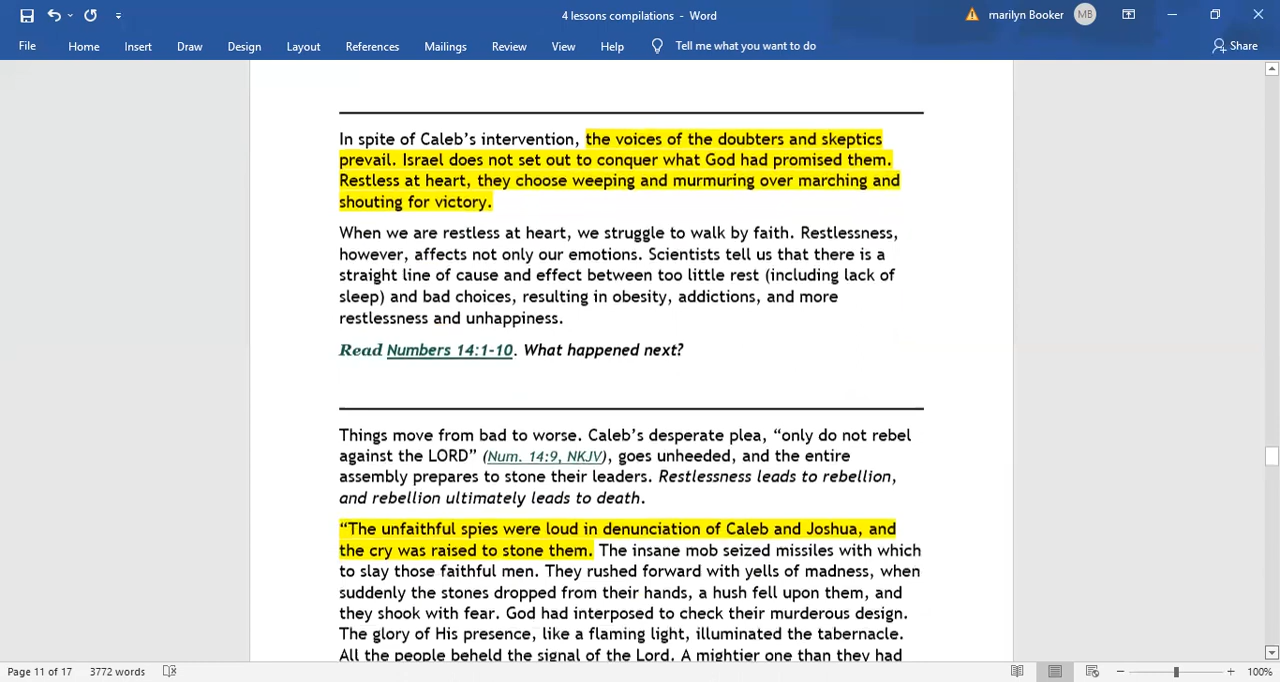 4 lessons compilations - Word
marilyn Booker MB
File Home Insert Draw Design Layout References Mailings Review View Help Tell me what you want to do Share
In spite of Caleb’s intervention, the voices of the doubters and skeptics
prevail. Israel does not set out to conquer what God had promised them.
Restless at heart, they choose weeping and murmuring over marching and
shouting for victory.
When we are restless at heart, we struggle to walk by faith. Restlessness,
however, affects not only our emotions. Scientists tell us that there is a
straight line of cause and effect between too little rest (including lack of
sleep) and bad choices, resulting in obesity, addictions, and more
restlessness and unhappiness.
Read Numbers 14:1-10. What happened next?
Things move from bad to worse. Caleb’s desperate plea, “only do not rebel
against the LORD” (Num. 14:9, NKJV), goes unheeded, and the entire
assembly prepares to stone their leaders. Restlessness leads to rebellion,
and rebellion ultimately leads to death.
“The unfaithful spies were loud in denunciation of Caleb and Joshua, and
the cry was raised to stone them. The insane mob seized missiles with which
to slay those faithful men. They rushed forward with yells of madness, when
suddenly the stones dropped from their hands, a hush fell upon them, and
they shook with fear. God had interposed to check their murderous design.
The glory of His presence, like a flaming light, illuminated the tabernacle.
All the people beheld the signal of the Lord. A mightier one than they had
Page 11 of 17 3772 words 100%